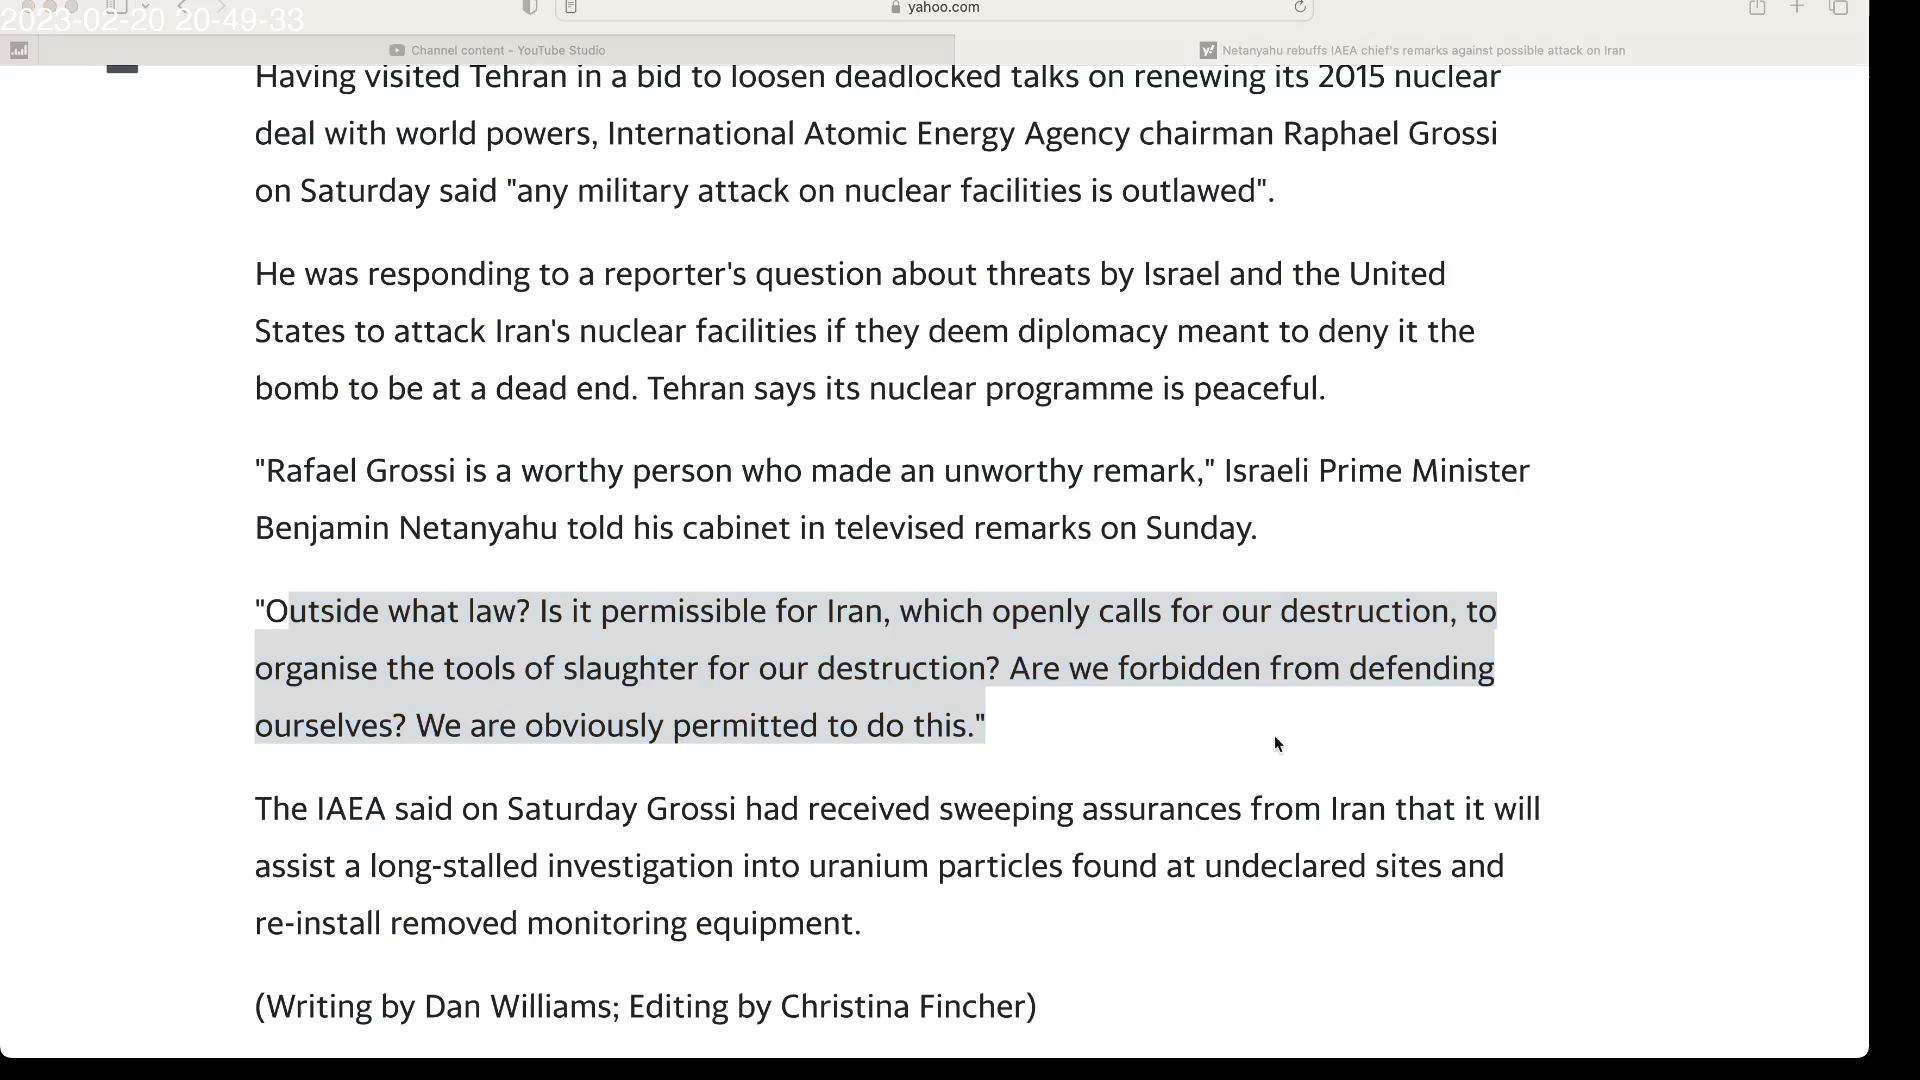 2023-02-20 20-49-33
yahoo.com
Channel content - YouTube Studio
Netanyahu rebuffs IAEA chief's remarks against possible attack on Iran
Having visited Tehran in a bid to loosen deadlocked talks on renewing its 2015 nuclear
deal with world powers, International Atomic Energy Agency chairman Raphael Grossi
on Saturday said "any military attack on nuclear facilities is outlawed".
He was responding to a reporter's question about threats by Israel and the United
States to attack Iran's nuclear facilities if they deem diplomacy meant to deny it the
bomb to be at a dead end. Tehran says its nuclear programme is peaceful.
"Rafael Grossi is a worthy person who made an unworthy remark," Israeli Prime Minister
Benjamin Netanyahu told his cabinet in televised remarks on Sunday.
"Outside what law? Is it permissible for Iran, which openly calls for our destruction, to
organise the tools of slaughter for our destruction? Are we forbidden from defending
ourselves? We are obviously permitted to do this."
The IAEA said on Saturday Grossi had received sweeping assurances from Iran that it will
assist a long-stalled investigation into uranium particles found at undeclared sites and
re-install removed monitoring equipment.
(Writing by Dan Williams; Editing by Christina Fincher)